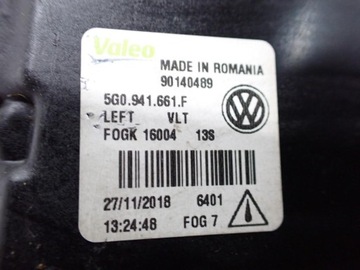 Valeo
MADE IN ROMANIA
90140489
5G0.941.661.F
LEFT VLT
FOGK 16004 13S
27/11/2018 6401
13:24:48 FOG 7